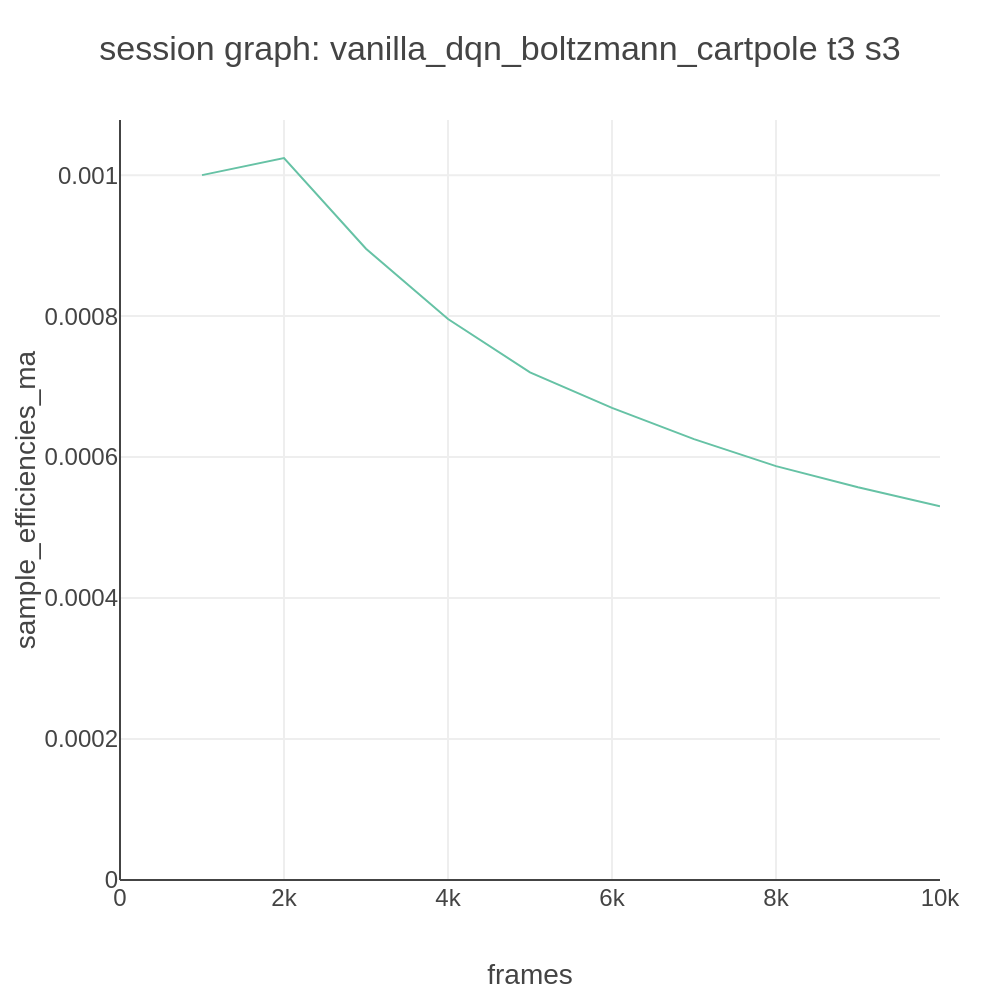 session graph: vanilla_dqn_boltzmann_cartpole t3 s3
sample_efficiencies_ma
0.001
0.0008
0.0006
0.0004
0.0002
0
0 2k 4k 6k 8k 10k
frames